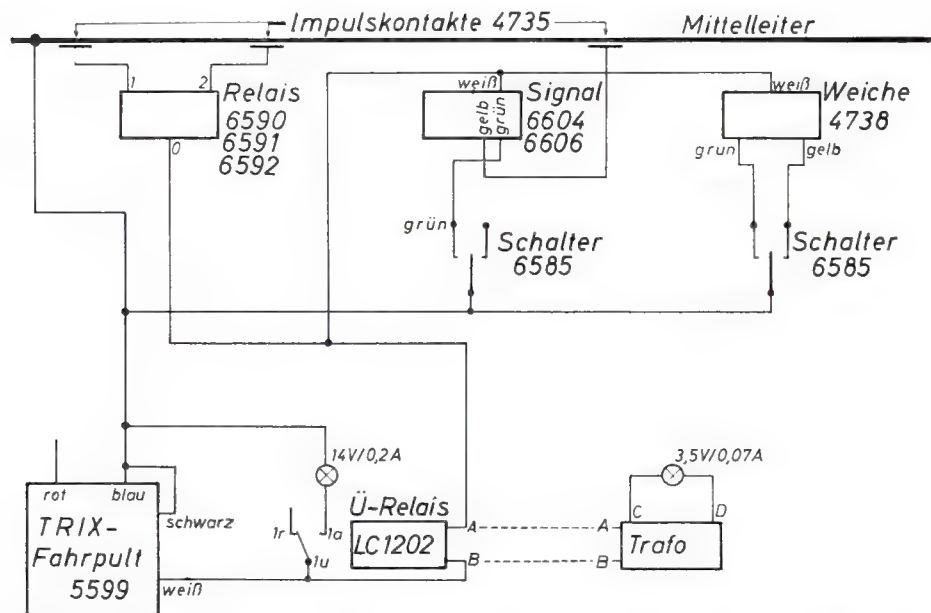 Impulskontakte 4735
Mittelleiter
1
2
Relais
6590
6591
6592
0
weiß
gelb
grün
Signal
6604
6606
weiß
Weiche
4738
grun
gelb
grün
Schalter
6585
Schalter
6585
14V/0,2A
3,5V/0,07A
rot
blau
schwarz
TRIX-
Fahrpult
5599
weiß
1r
1a
1u
Ü-Relais
LC1202
A
A
B
B
C
D
Trafo